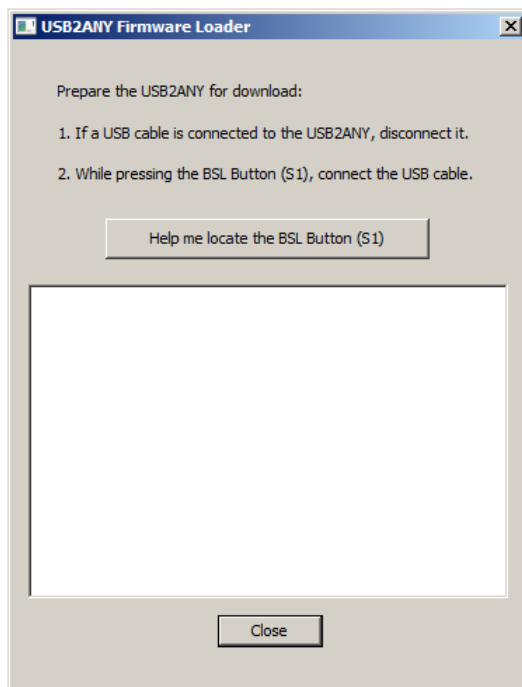 USB2ANY Firmware Loader
Prepare the USB2ANY for download:
1. If a USB cable is connected to the USB2ANY, disconnect it.
2. While pressing the BSL Button (S1), connect the USB cable.
Help me locate the BSL Button (S1)
Close